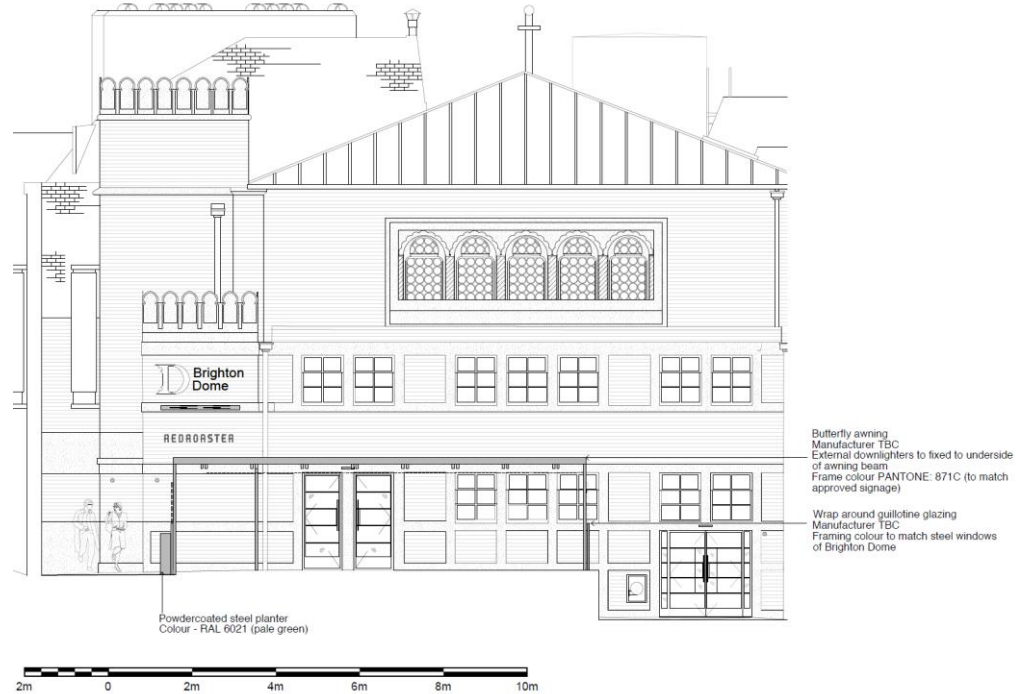 Brighton
Dome
REDROASTER
Butterfly awning
Manufacturer TBC
External downlighters to fixed to underside
of awning beam
Frame colour PANTONE: 871C (to match
approved signage)
Wrap around guillotine glazing
Manufacturer TBC
Framing colour to match steel windows
of Brighton Dome
Powdercoated steel planter
Colour - RAL 6021 (pale green)
2m 0 2m 4m 6m 8m 10m